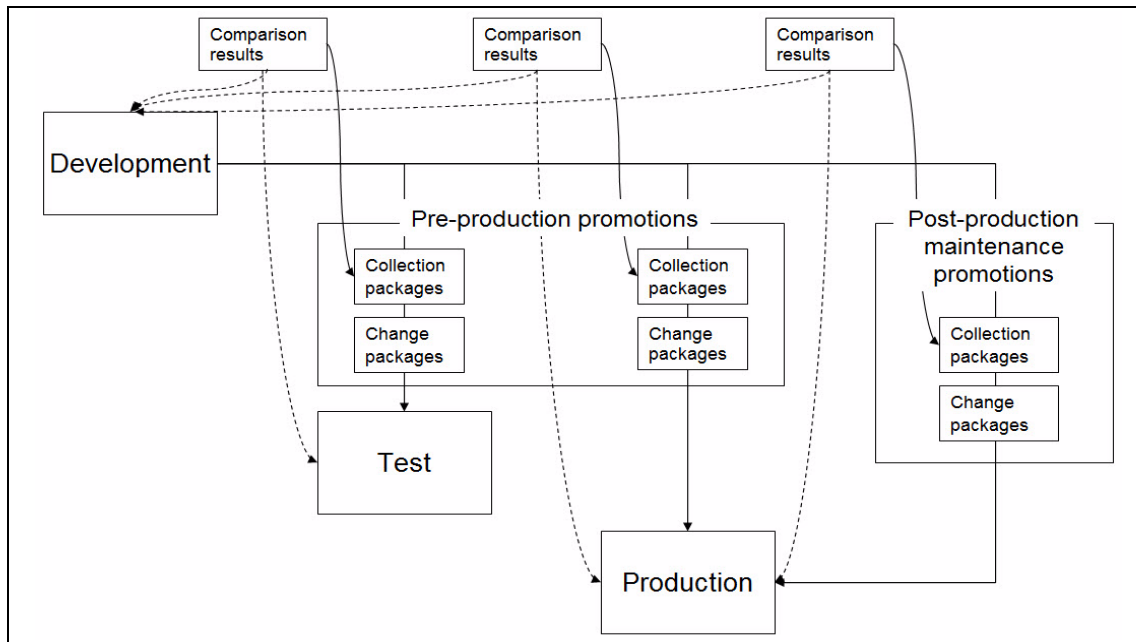 Comparison
results
Comparison
results
Comparison
results
Development
Pre-production promotions
Post-production
maintenance
promotions
Collection
packages
Collection
packages
Change
packages
Change
packages
Collection
packages
Change
packages
Test
Production